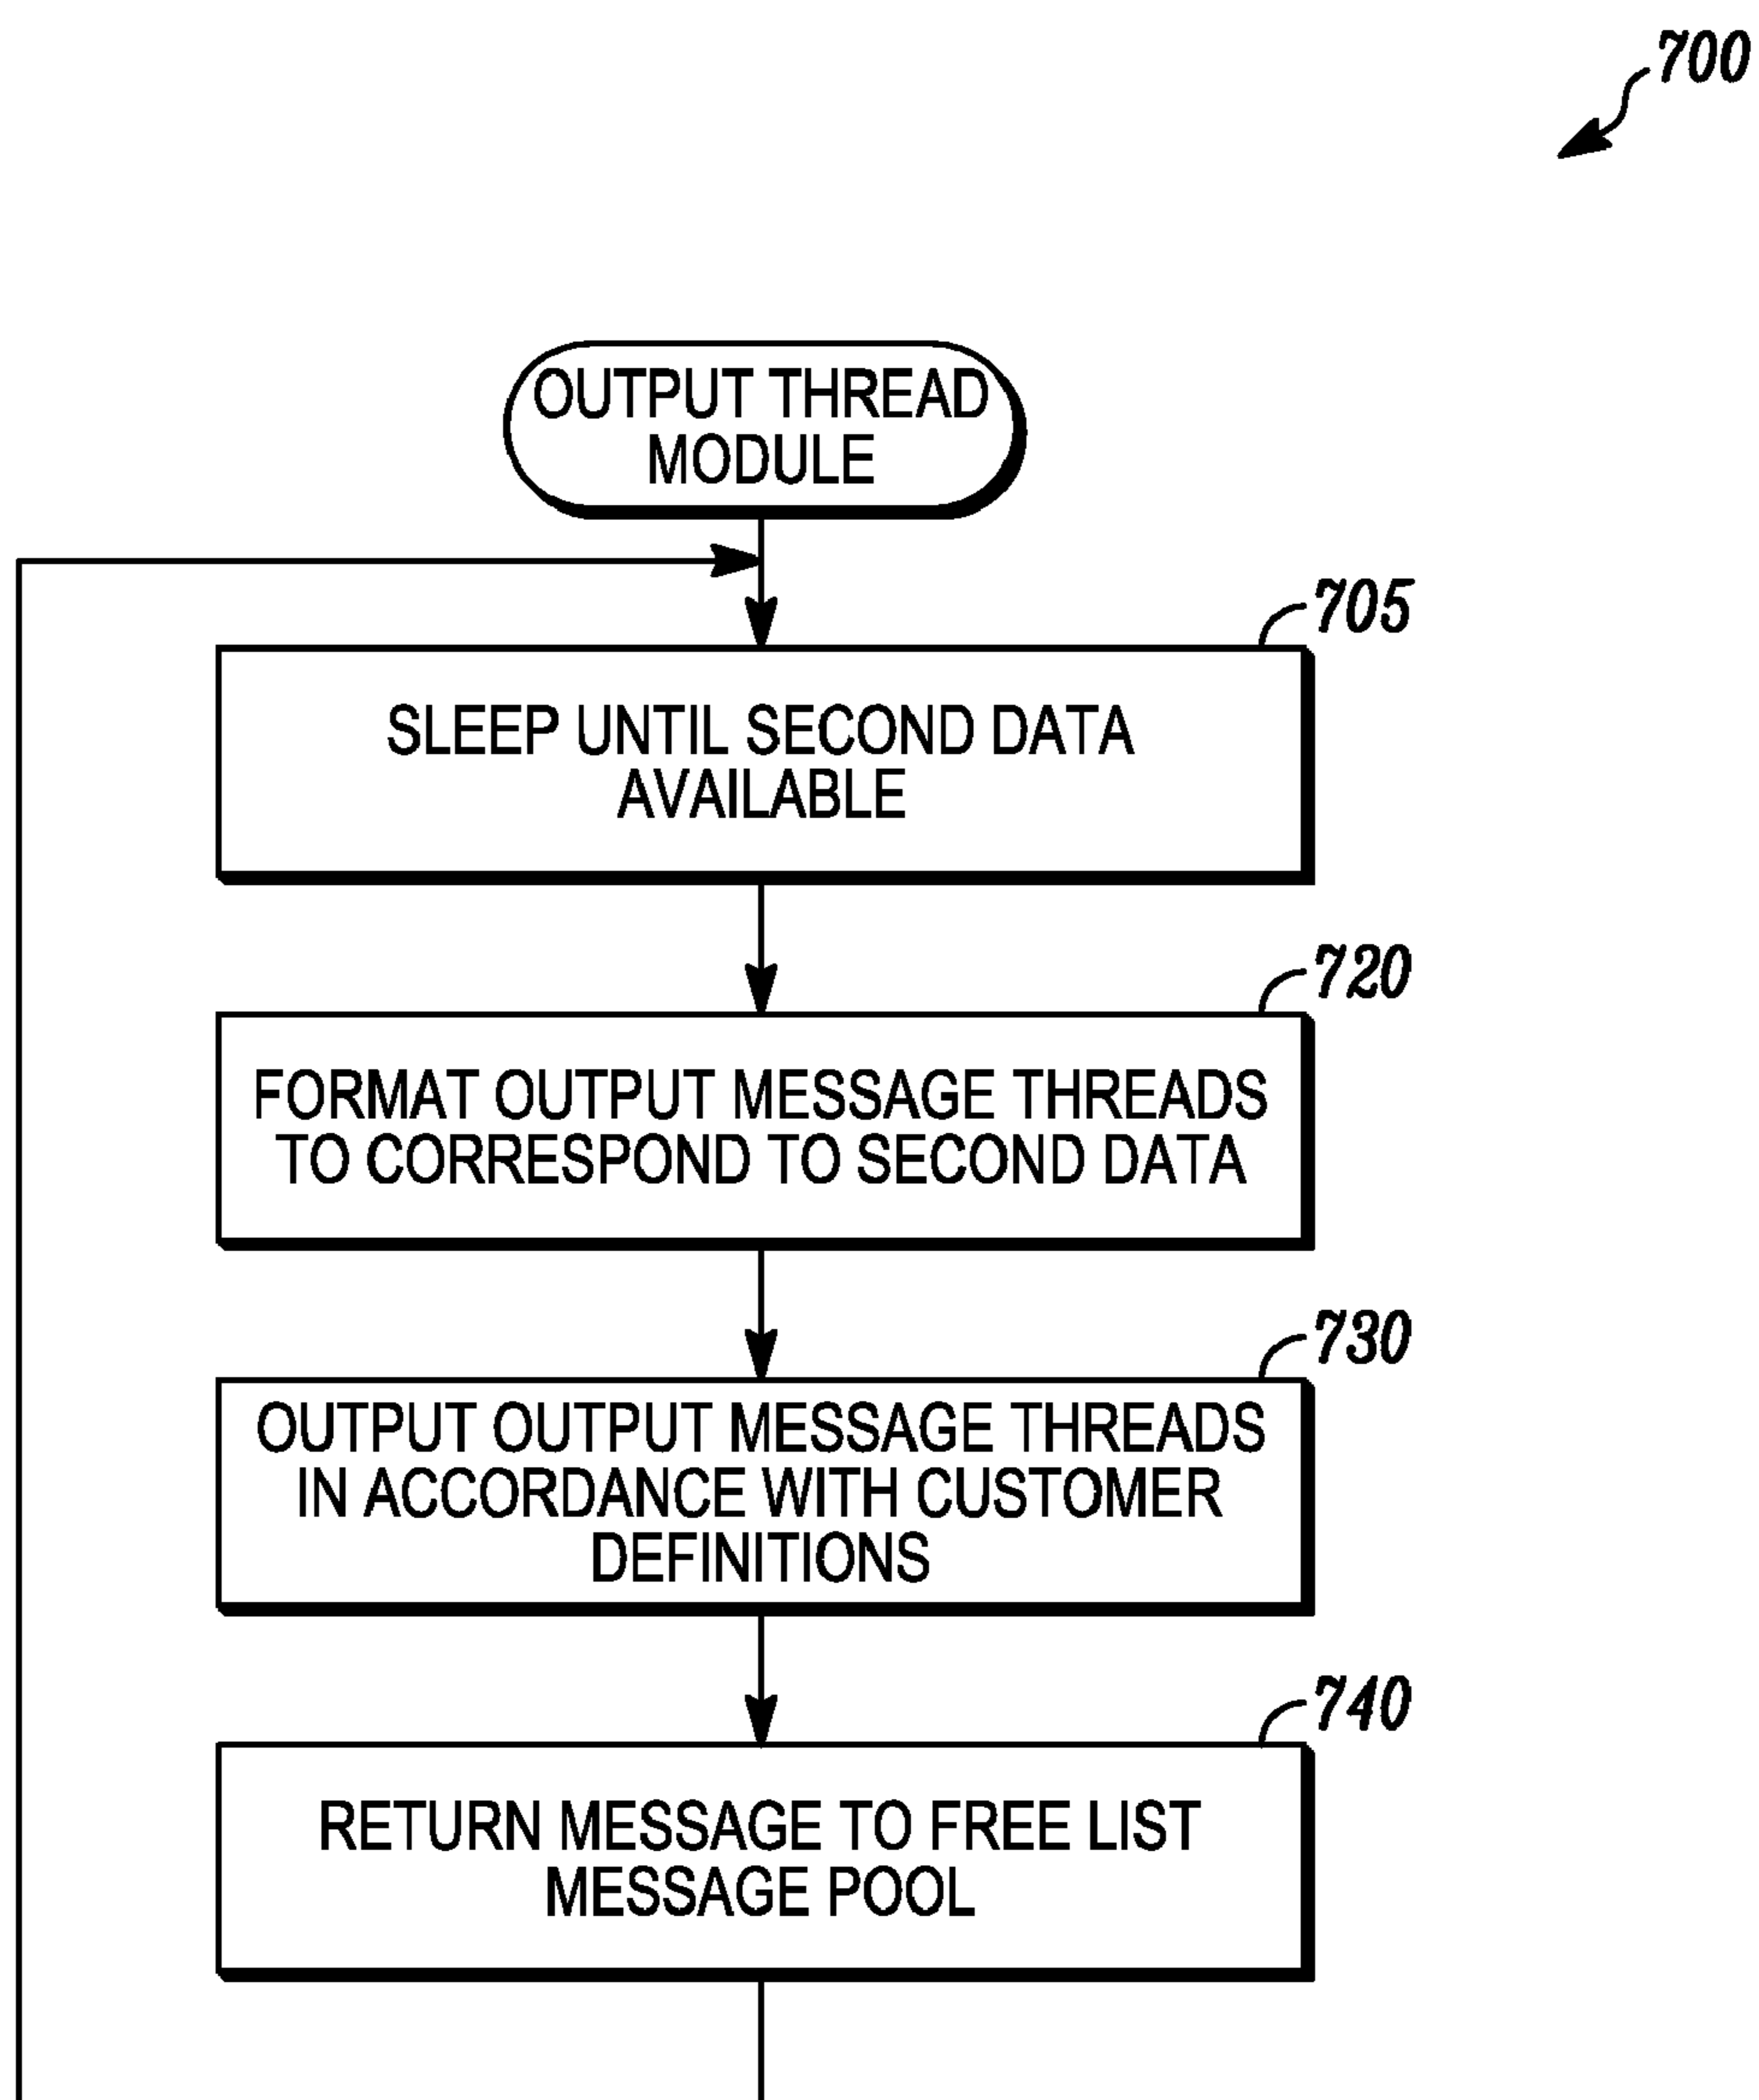 700
OUTPUT THREAD
MODULE
705
SLEEP UNTIL SECOND DATA
AVAILABLE
720
FORMAT OUTPUT MESSAGE THREADS
TO CORRESPOND TO SECOND DATA
730
OUTPUT OUTPUT MESSAGE THREADS
IN ACCORDANCE WITH CUSTOMER
DEFINITIONS
740
RETURN MESSAGE TO FREE LIST
MESSAGE POOL